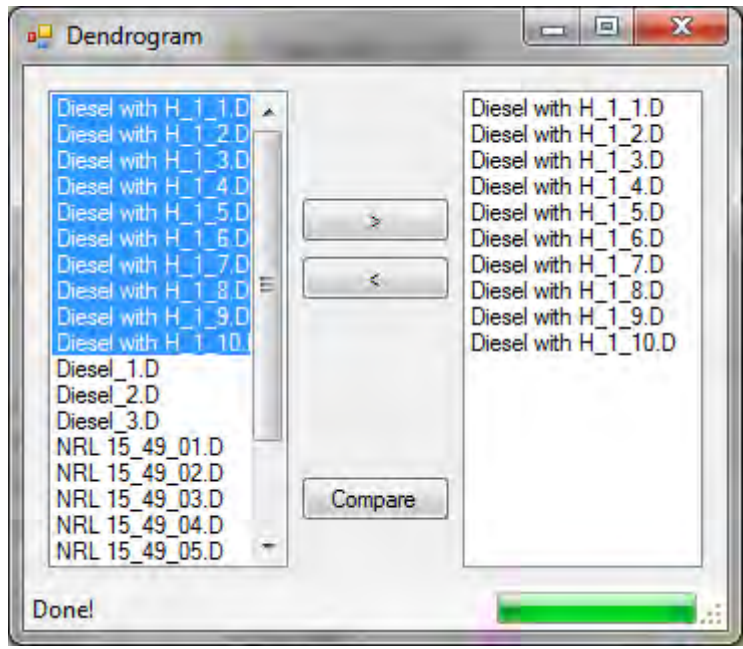 Dendrogram
Diesel with H_1_1.D
Diesel with H_1_2.D
Diesel with H_1_3.D
Diesel with H_1_4.D
Diesel with H_1_5.D
Diesel with H_1_6.D
Diesel with H_1_7.D
Diesel with H_1_8.D
Diesel with H_1_9.D
Diesel with H_1_10.
Diesel_1.D
Diesel_2.D
Diesel_3.D
NRL 15_49_01.D
NRL 15_49_02.D
NRL 15_49_03.D
NRL 15_49_04.D
NRL 15_49_05.D
>
<
Compare
Diesel with H_1_1.D
Diesel with H_1_2.D
Diesel with H_1_3.D
Diesel with H_1_4.D
Diesel with H_1_5.D
Diesel with H_1_6.D
Diesel with H_1_7.D
Diesel with H_1_8.D
Diesel with H_1_9.D
Diesel with H_1_10.D
Done!